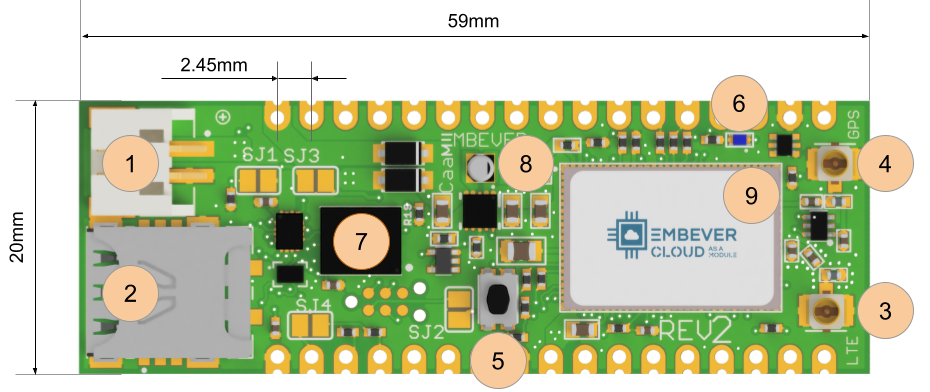 59mm
2.45mm
20mm
1
2
3
4
5
6
7
8
9
SJ1 SJ3
SJ4
SJ2
EMBEVER
CaaMII
GPS
LTE
REV2
EMBEVER
CLOUD AS A
MODULE